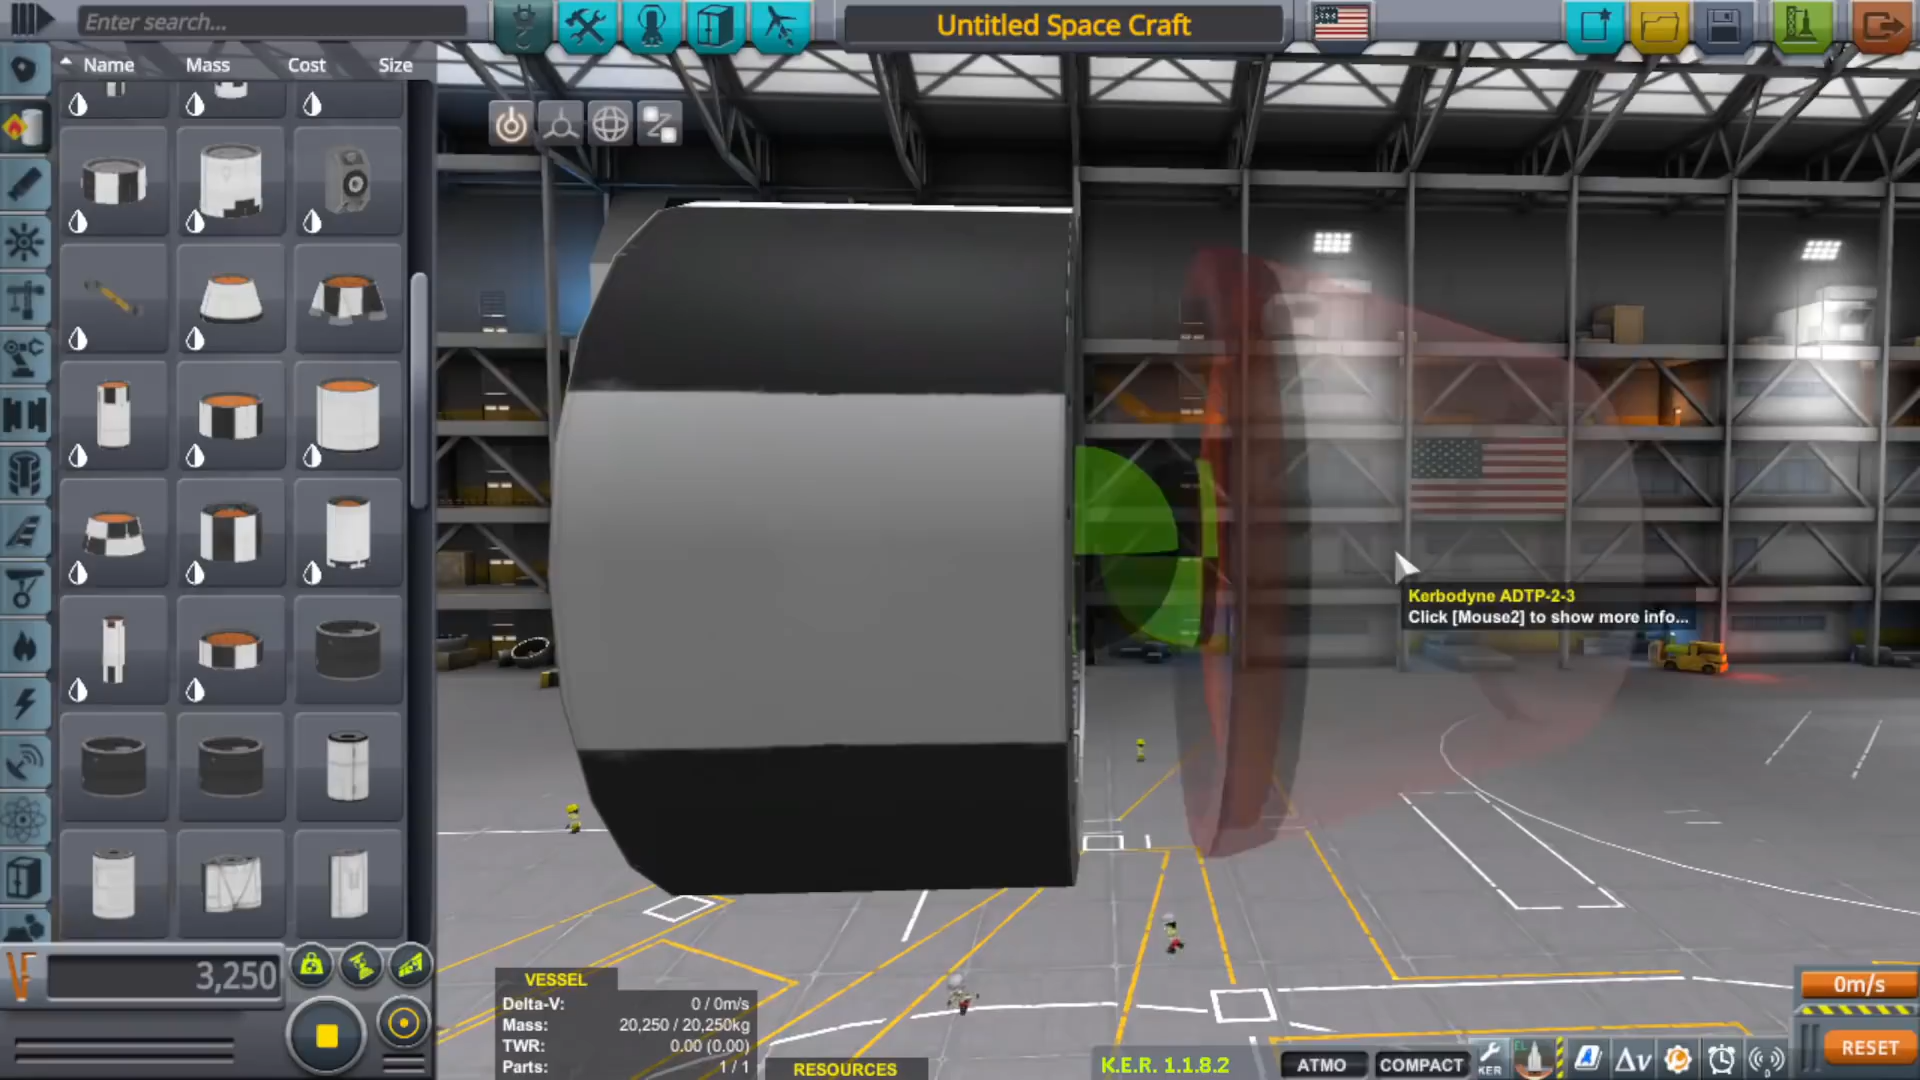 Enter search...
Untitled Space Craft
Name Mass Cost Size
Kerbodyne ADTP-2-3
Click [Mouse2] to show more info...
3,250
VESSEL
Delta-V: 0 / 0m/s
Mass: 20,250 / 20,250kg
TWR: 0.00 (0.00)
Parts: 1 / 1
RESOURCES
K.E.R. 1.1.8.2
ATMO
COMPACT
KER
EL
Δv
0m/s
RESET